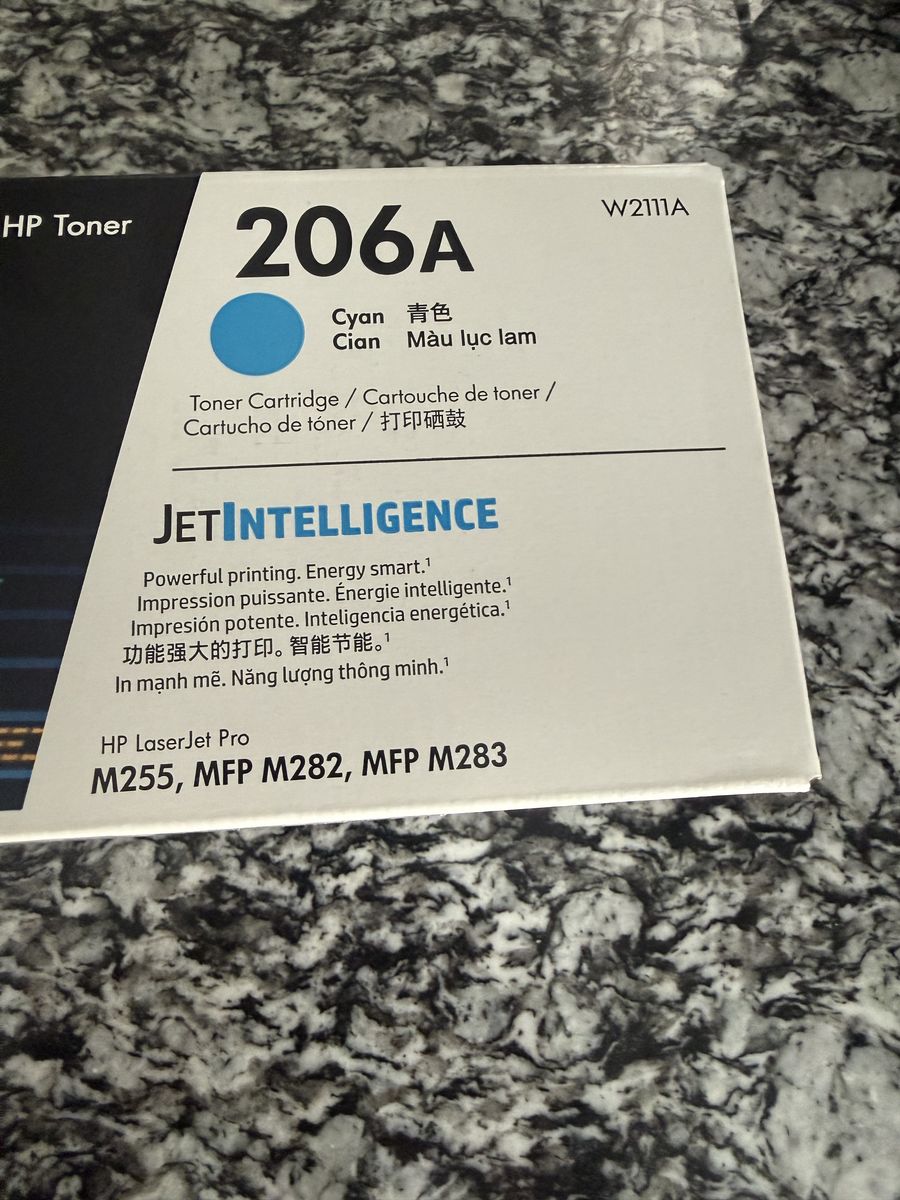 HP Toner
206A
W2111A
Cyan 青色
Cian Màu lục lam
Toner Cartridge / Cartouche de toner /
Cartucho de tóner / 打印硒鼓
JETINTELLIGENCE
Powerful printing. Energy smart.¹
Impression puissante. Énergie intelligente.¹
Impresión potente. Inteligencia energética.¹
功能强大的打印。智能节能。¹
In mạnh mẽ. Năng lượng thông minh.¹
HP LaserJet Pro
M255, MFP M282, MFP M283